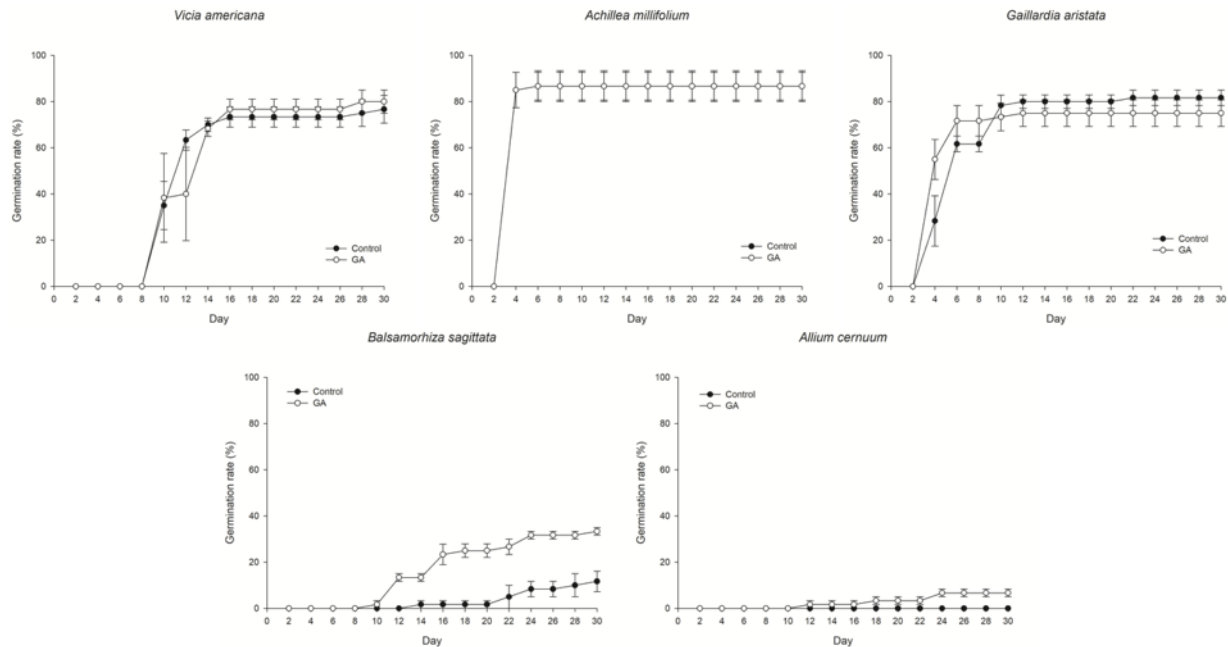 Vicia americana
Achillea millifolium
Gaillardia aristata
100
80
60
40
20
0
Germination rate (%)
Control
GA
0 2 4 6 8 10 12 14 16 18 20 22 24 26 28 30
Day
100
80
60
40
20
0
Germination rate (%)
Control
GA
0 2 4 6 8 10 12 14 16 18 20 22 24 26 28 30
Day
100
80
60
40
20
0
Germination rate (%)
Control
GA
0 2 4 6 8 10 12 14 16 18 20 22 24 26 28 30
Day
Balsamorhiza sagittata
Allium cernuum
100
80
60
40
20
0
Germination rate (%)
Control
GA
0 2 4 6 8 10 12 14 16 18 20 22 24 26 28 30
Day
100
80
60
40
20
0
Germination rate (%)
Control
GA
0 2 4 6 8 10 12 14 16 18 20 22 24 26 28 30
Day